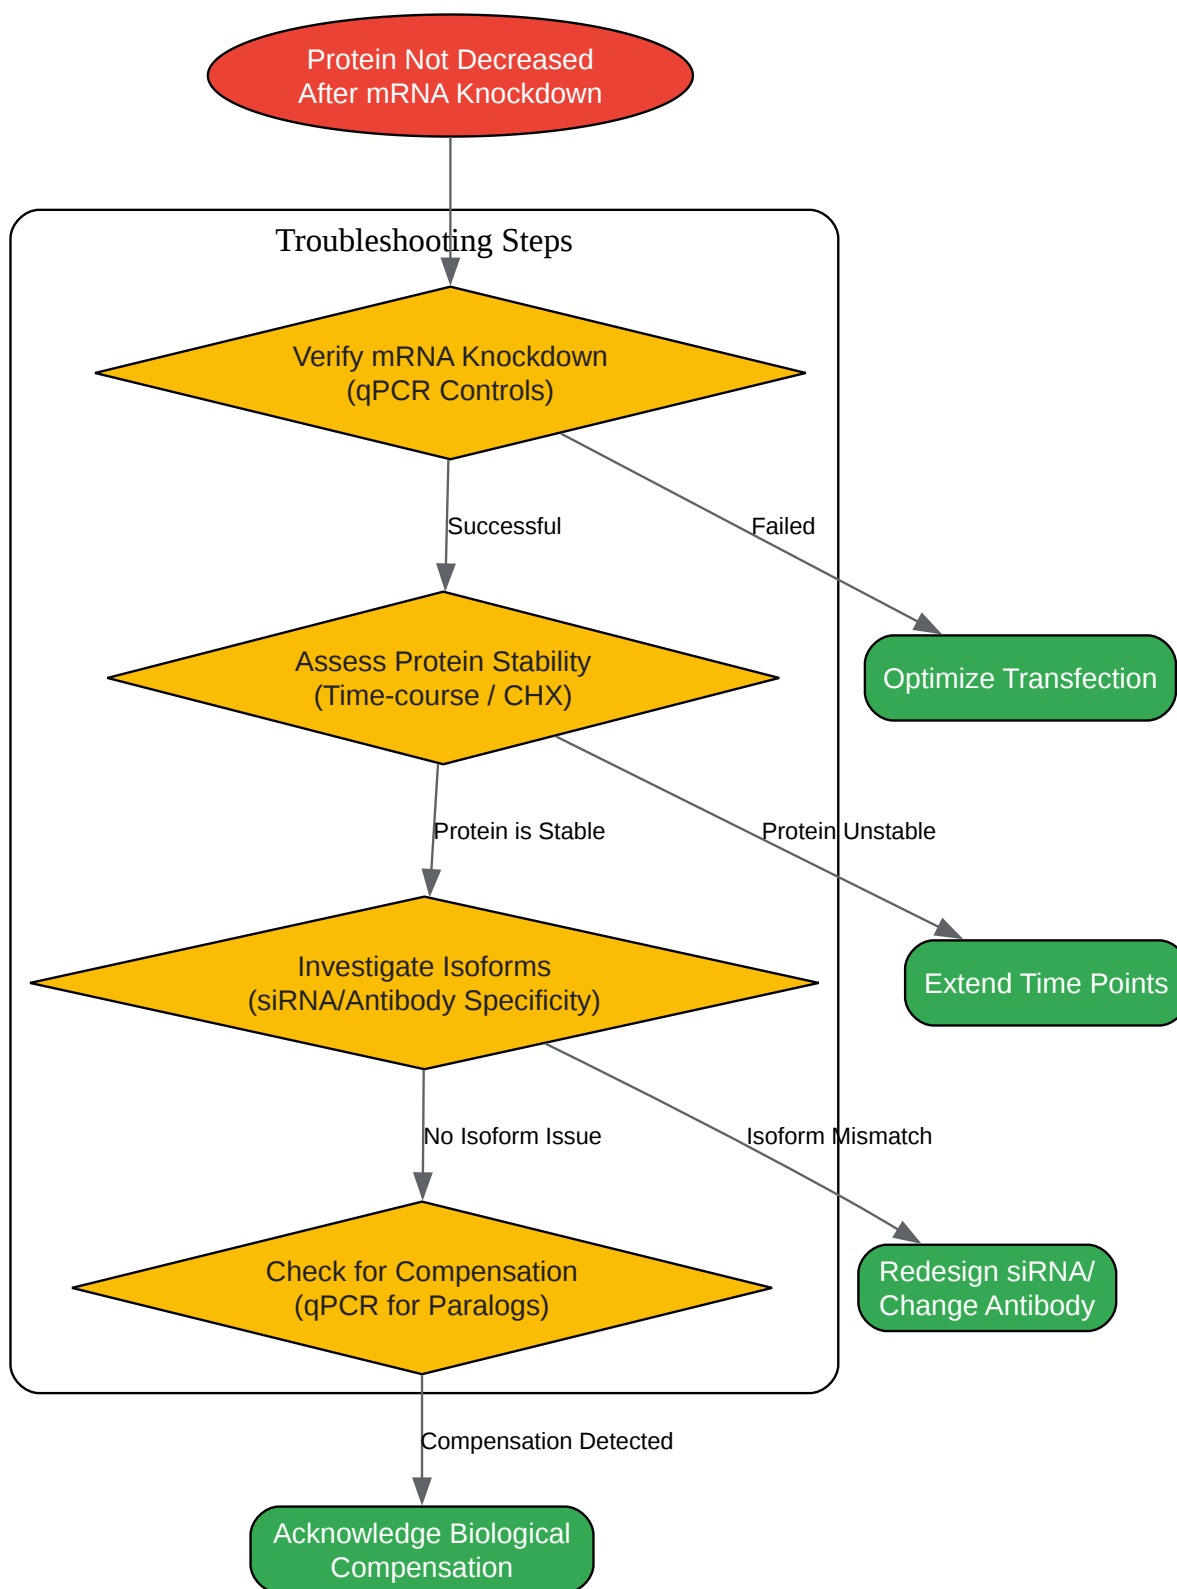 Protein Not Decreased
After mRNA Knockdown
Troubleshooting Steps
Verify mRNA Knockdown
(qPCR Controls)
Successful
Failed
Assess Protein Stability
(Time-course / CHX)
Optimize Transfection
Protein is Stable
Protein Unstable
Investigate Isoforms
(siRNA/Antibody Specificity)
Extend Time Points
No Isoform Issue
Isoform Mismatch
Check for Compensation
(qPCR for Paralogs)
Redesign siRNA/
Change Antibody
Compensation Detected
Acknowledge Biological
Compensation